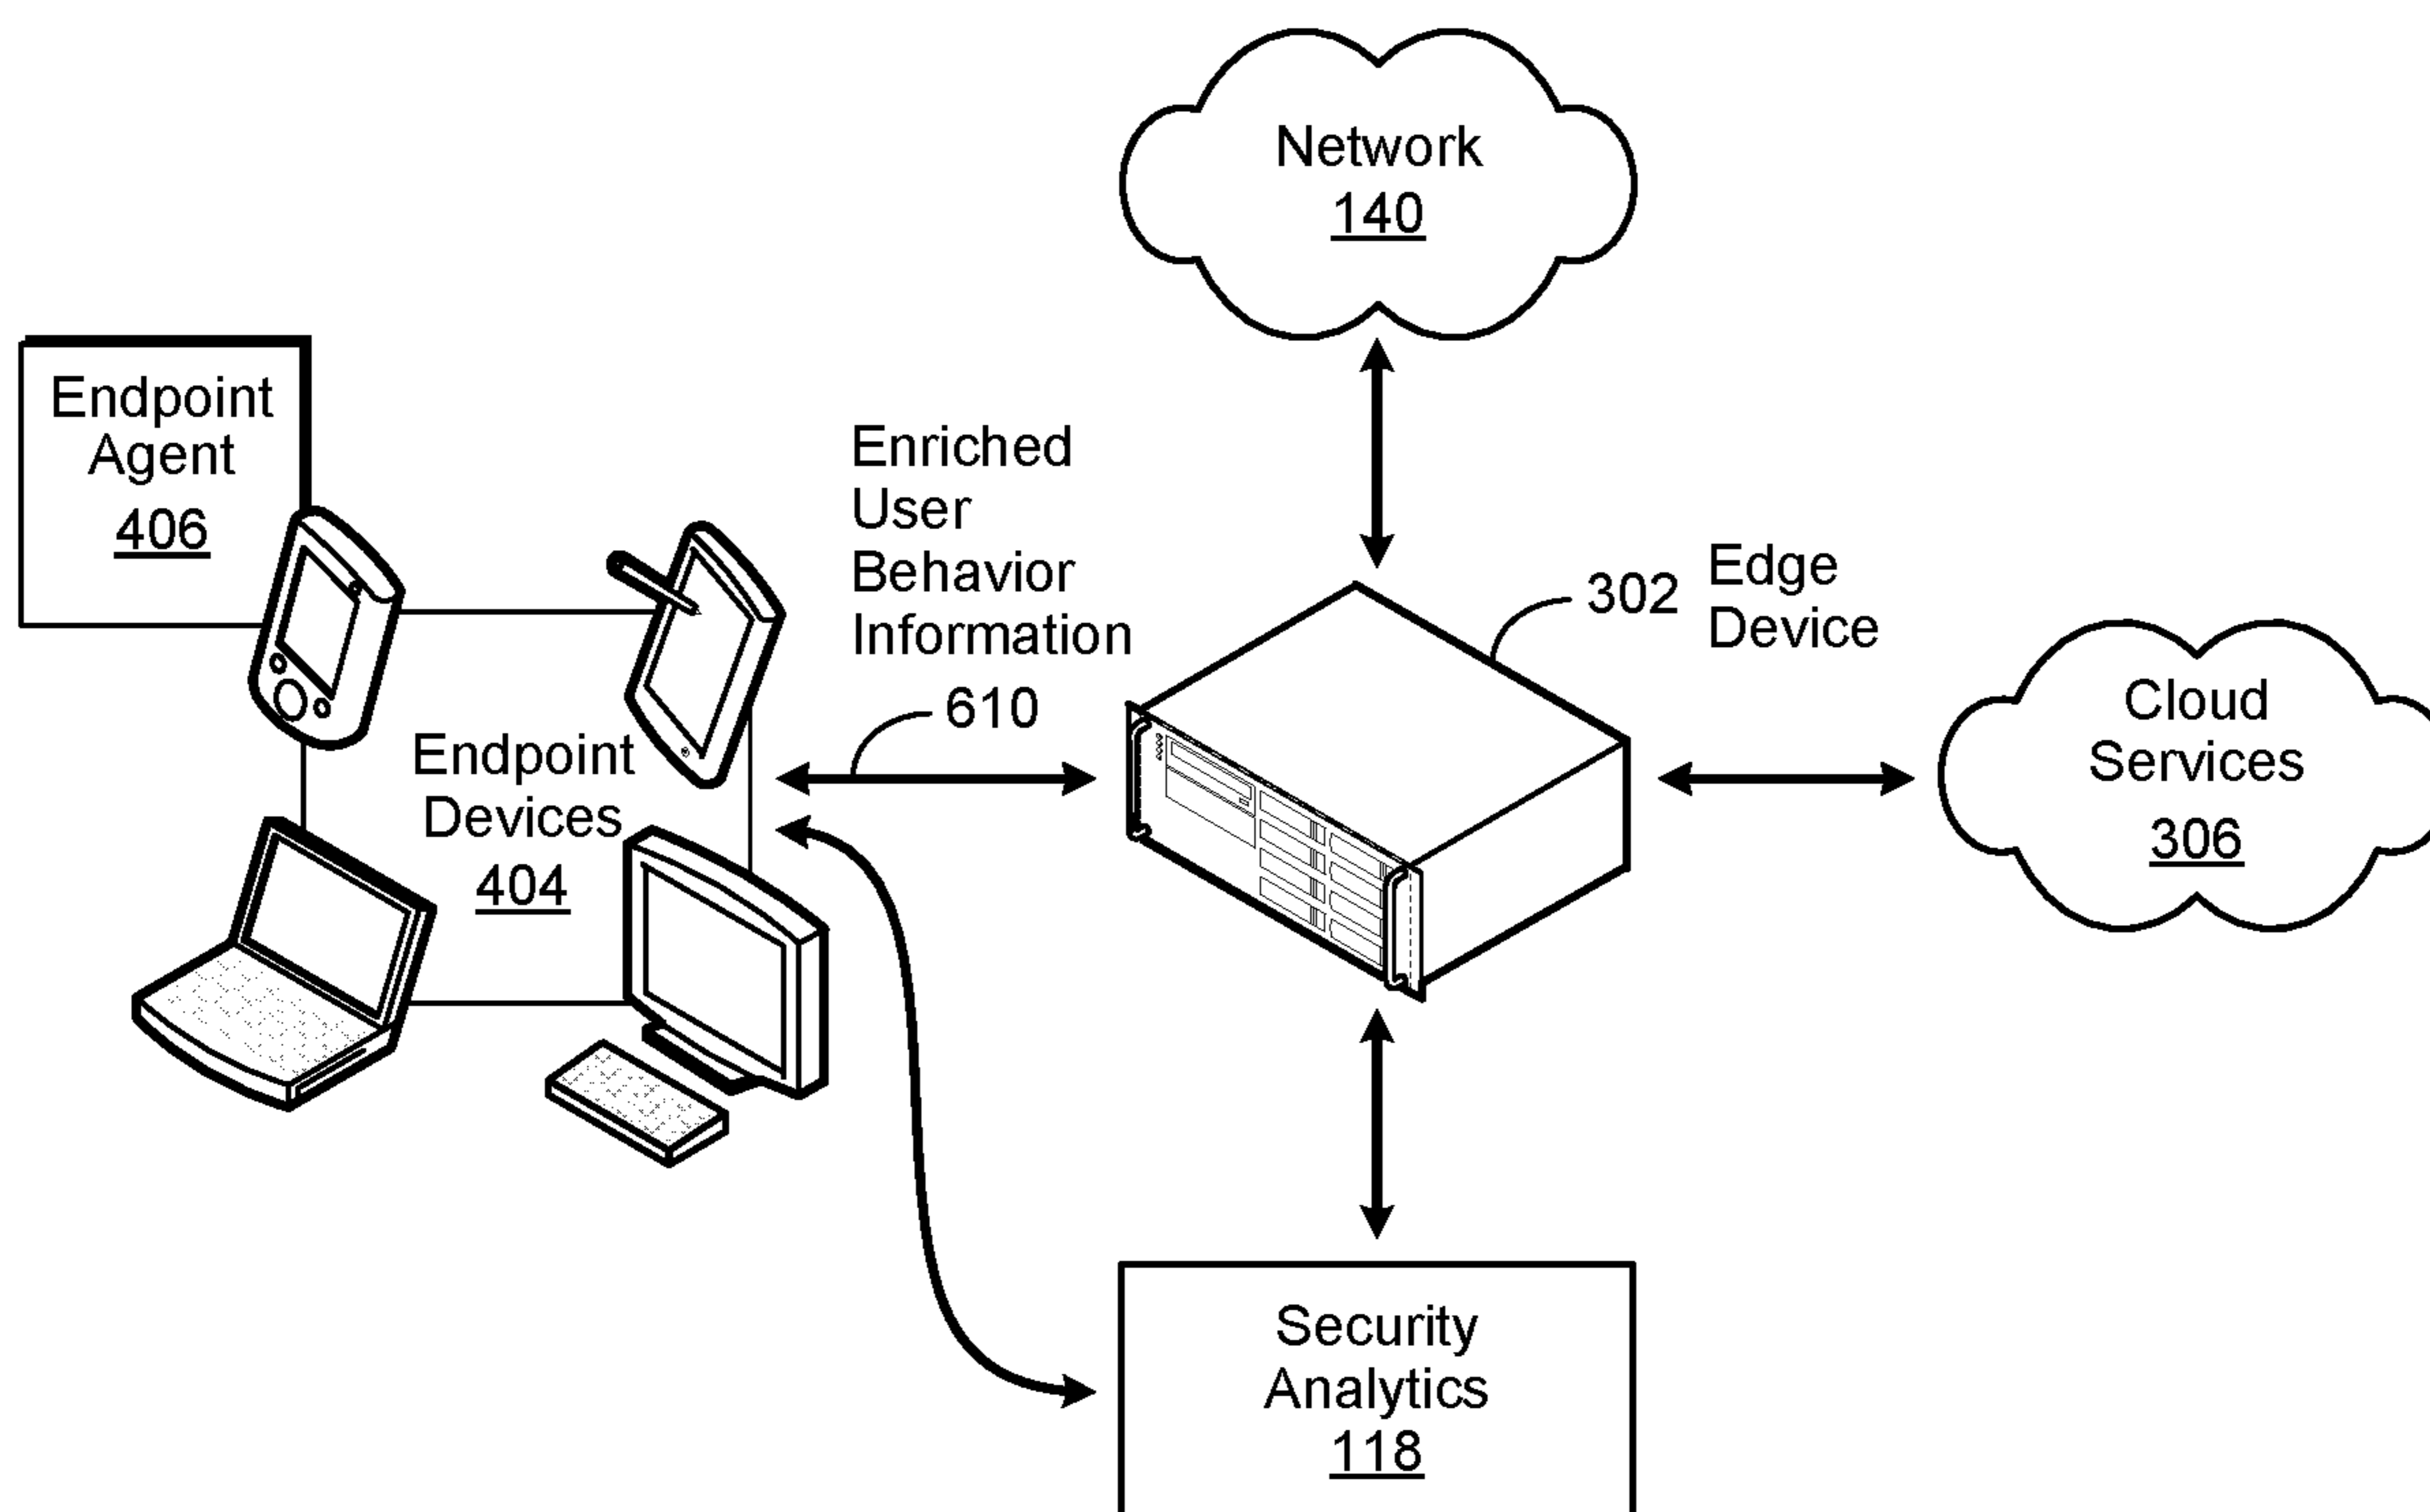 Network
140
Endpoint
Agent
406
Enriched
User
Behavior
Information
610
302
Edge
Device
Cloud
Services
306
Endpoint
Devices
404
Security
Analytics
118